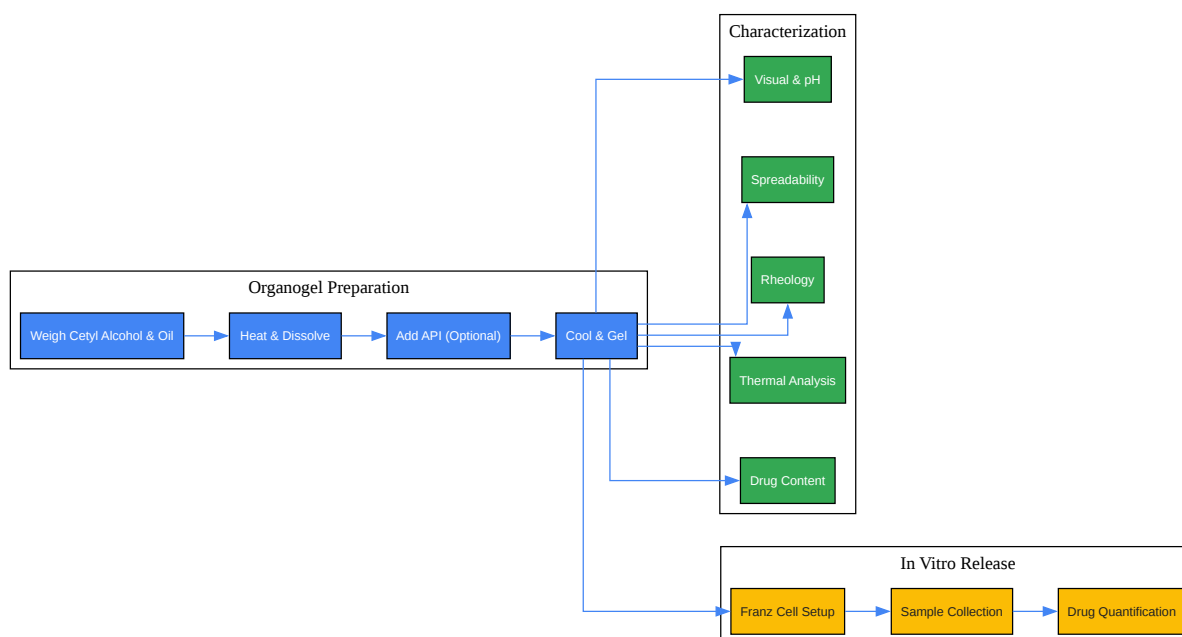 Characterization
Visual & pH
Spreadability
Rheology
Organogel Preparation
Weigh Cetyl Alcohol & Oil
Heat & Dissolve
Add API (Optional)
Cool & Gel
Thermal Analysis
Drug Content
In Vitro Release
Franz Cell Setup
Sample Collection
Drug Quantification